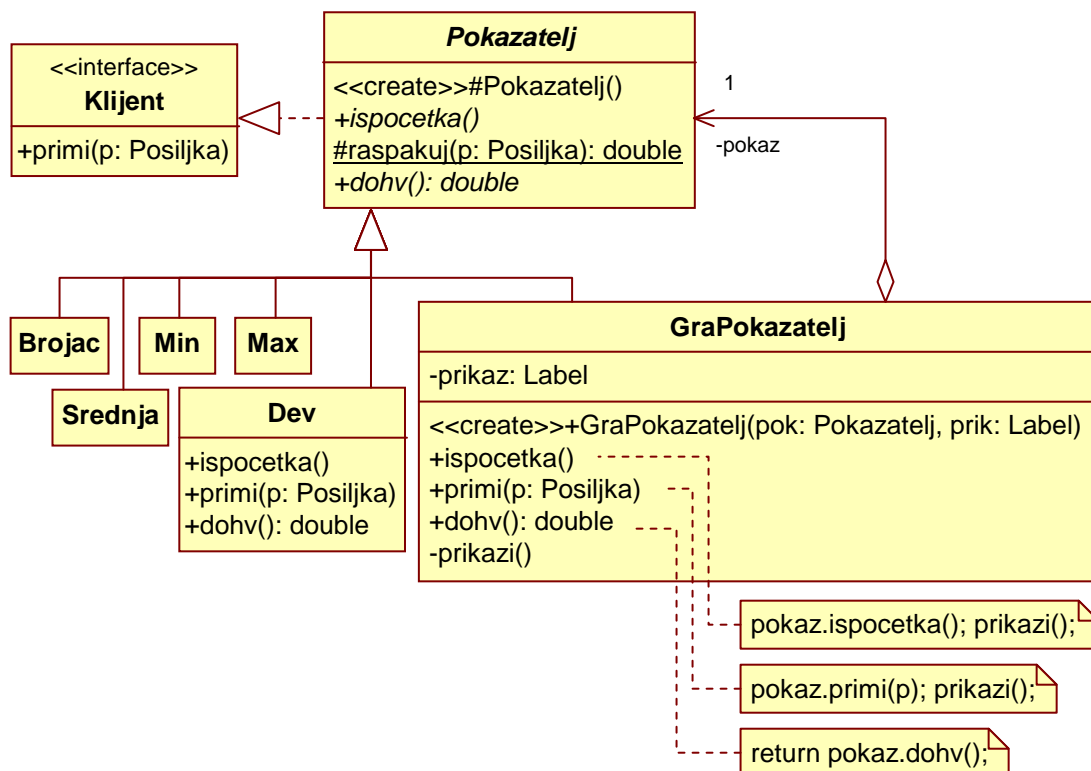 <<interface>>
Klijent
+primi(p: Posiljka)
Pokazatelj
<<create>>#Pokazatelj()
+ispocetka()
#raspakuj(p: Posiljka): double
+dohv(): double
1
-pokaz
Brojac
Min
Max
Srednja
Dev
+ispocetka()
+primi(p: Posiljka)
+dohv(): double
GraPokazatelj
-prikaz: Label
<<create>>+GraPokazatelj(pok: Pokazatelj, prik: Label)
+ispocetka()
+primi(p: Posiljka)
+dohv(): double
-prikazi()
pokaz.ispocetka(); prikazi();
pokaz.primi(p); prikazi();
return pokaz.dohv();